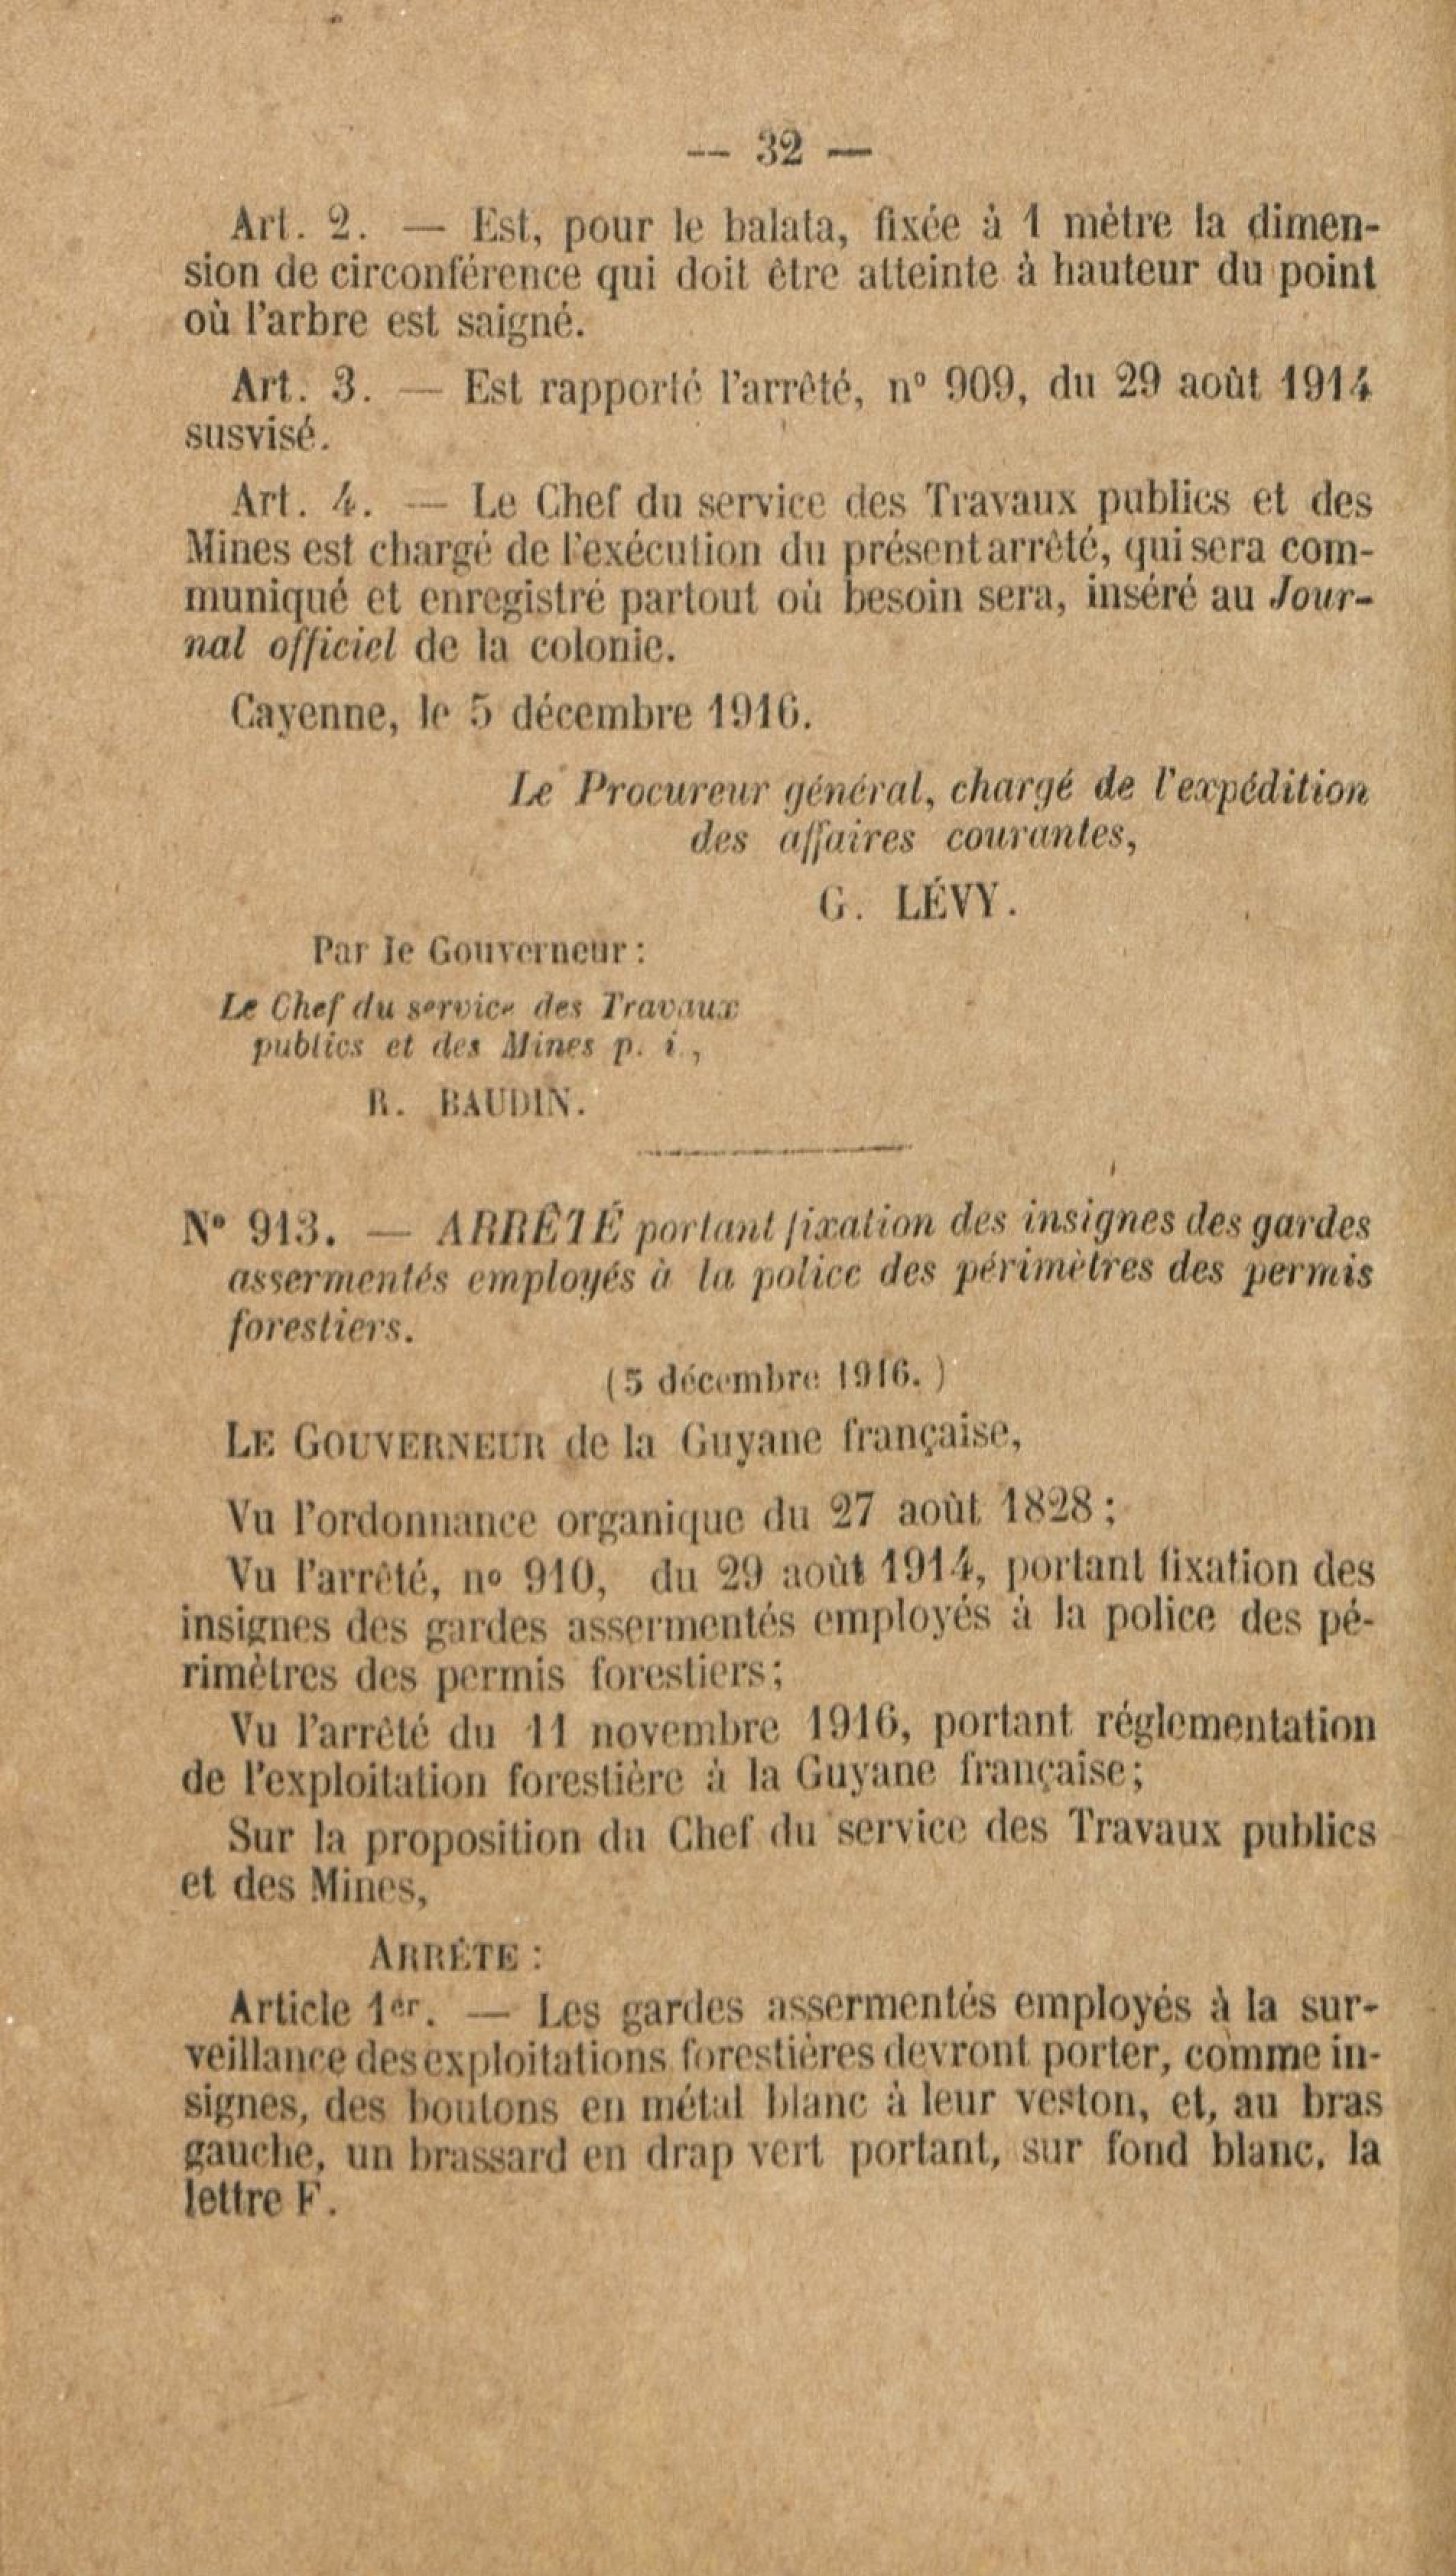 — 32 —
Art. 2. — Est, pour le balata, fixée à 1 mètre la dimen-
sion de circonférence qui doit être atteinte à hauteur du point
où l'arbre est saigné.
Art. 3. — Est rapporté l'arrêté, n° 909, du 29 août 1914
susvisé.
Art. 4. — Le Chef du service des Travaux publics et des
Mines est chargé de l'exécution du présent arrêté, qui sera com-
muniqué et enregistré partout où besoin sera, inséré au Jour-
nal officiel de la colonie.
Cayenne, le 5 décembre 1916.
Le Procureur général, chargé de l'expédition
des affaires courantes,
G. LÉVY.
Par le Gouverneur :
Le Chef du service des Travaux
publics et des Mines p. i.,
R. BAUDIN.
N° 913. — ARRÊTÉ portant fixation des insignes des gardes
assermentés employés à la police des périmètres des permis
forestiers.
(5 décembre 1916.)
LE GOUVERNEUR de la Guyane française,
Vu l'ordonnance organique du 27 août 1828 ;
Vu l'arrêté, n° 910, du 29 août 1914, portant fixation des
insignes des gardes assermentés employés à la police des pé-
rimètres des permis forestiers ;
Vu l'arrêté du 11 novembre 1916, portant réglementation
de l'exploitation forestière à la Guyane française ;
Sur la proposition du Chef du service des Travaux publics
et des Mines,
ARRÊTE :
Article 1er. — Les gardes assermentés employés à la sur-
veillance des exploitations forestières devront porter, comme in-
signes, des boutons en métal blanc à leur veston, et, au bras
gauche, un brassard en drap vert portant, sur fond blanc, la
lettre F.